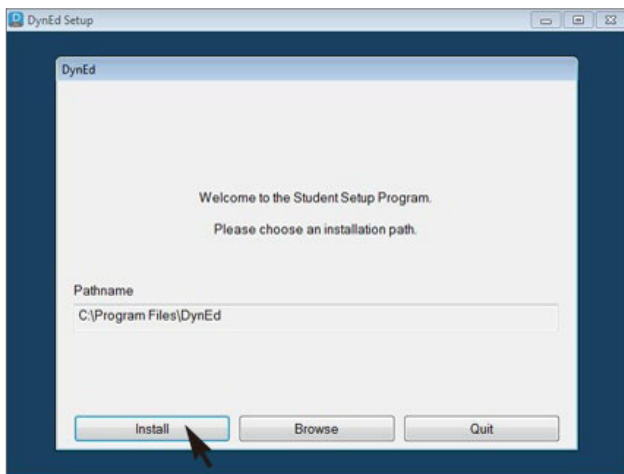 DynEd Setup
DynEd
Welcome to the Student Setup Program.
Please choose an installation path.
Pathname
C:\Program Files\DynEd
Install
Browse
Quit